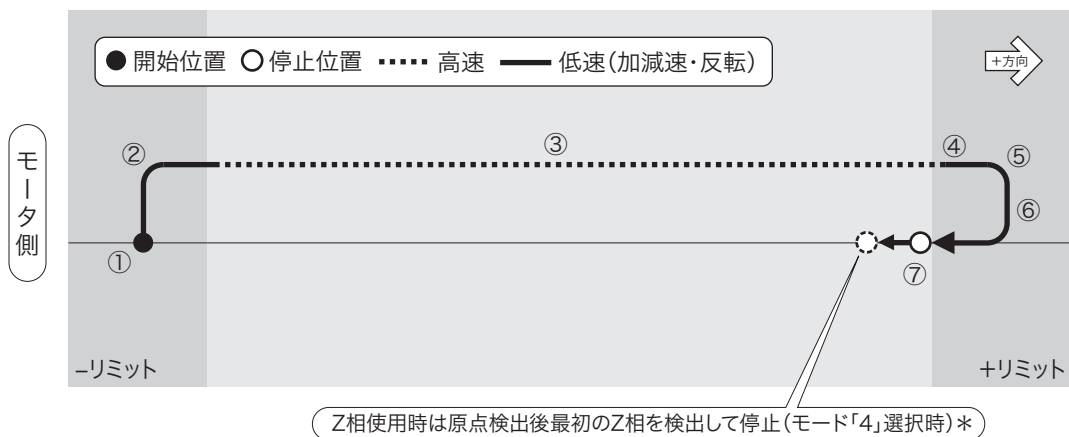 ●開始位置 ○停止位置 ･････ 高速 ━━ 低速(加減速・反転)
+方向
モータ側
②
③
④
⑤
⑥
①
⑦
–リミット
+リミット
Z相使用時は原点検出後最初のZ相を検出して停止(モード「4」選択時)＊